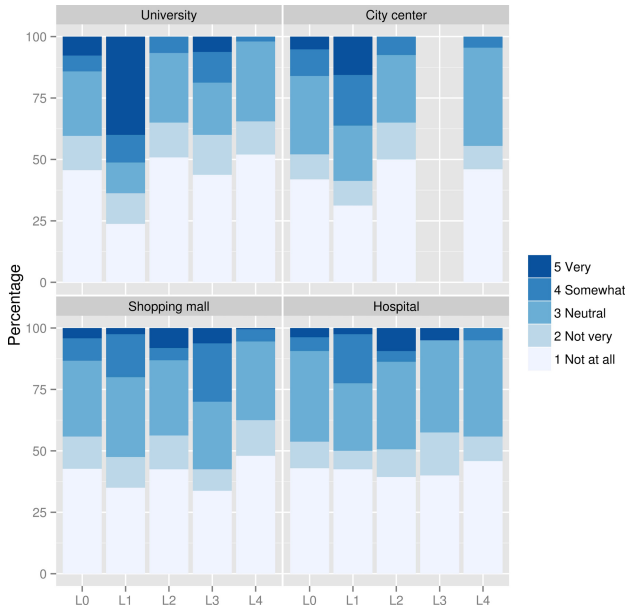 University City center
100
75
50
25
0
Shopping mall Hospital
100
75
50
25
0
L0 L1 L2 L3 L4 L0 L1 L2 L3 L4
Percentage
5 Very
4 Somewhat
3 Neutral
2 Not very
1 Not at all